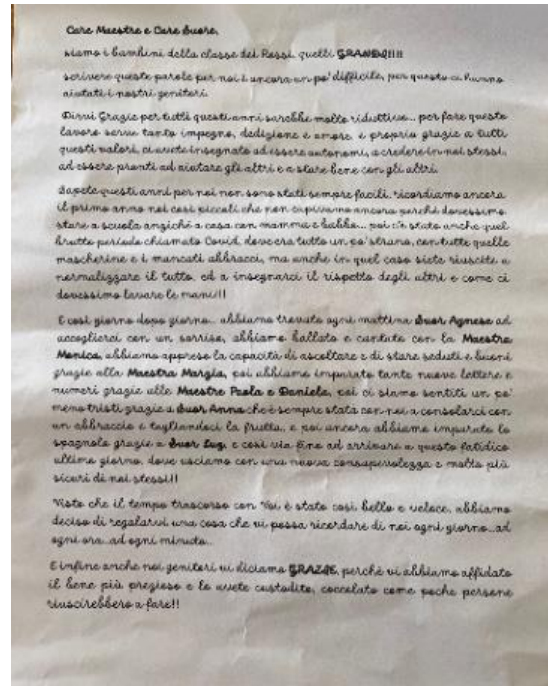 Care Maestre e Care Suore,
siamo i bambini della classe dei Rossi, quelli GRANDI!!!!
scrivere queste parole per noi è ancora un po' difficile, per questo ci hanno
aiutati i nostri genitori.
Dirvi Grazie per tutti questi anni sarebbe molto riduttivo... per fare questo
lavoro serve tanto impegno, dedizione e amore, e proprio grazie a tutti
questi valori, ci avete insegnato ad essere autonomi, a credere in noi stessi,
ad essere pronti ad aiutare gli altri e a stare bene con gli altri.
Sapete questi anni per noi non sono stati sempre facili, ricordiamo ancora
il primo anno noi così piccoli che non capivamo ancora perché dovessimo
stare a scuola anziché a casa con mamma e babbo... poi c'è stato anche quel
brutto periodo chiamato Covid, dove era tutto un po' strano, con tutte quelle
mascherine e i mancati abbracci, ma anche in quel caso siete riuscite a
normalizzare il tutto, ed a insegnarci il rispetto degli altri e come ci
dovessimo lavare le mani!!!
E così giorno dopo giorno... abbiamo trovato ogni mattina Suor Agnese ad
accoglierci con un sorriso, abbiamo ballato e cantato con la Maestra
Monica, abbiamo appreso la capacità di ascoltare e di stare seduti e buoni
grazie alla Maestra Margia, poi abbiamo imparato tante nuove lettere e
numeri grazie alle Maestre Paola e Daniela, poi ci siamo sentiti un po'
meno tristi grazie a Suor Anna che è sempre stata con noi a consolarci con
un abbraccio e tagliandoci la frutta, e poi ancora abbiamo imparato lo
spagnolo grazie a Suor Luz, e così via fino ad arrivare a questo fatidico
ultimo giorno, dove usciamo con una nuova consapevolezza e molto più
sicuri di noi stessi!!
Visto che il tempo trascorso con Voi è stato così bello e veloce, abbiamo
deciso di regalarvi una cosa che vi possa ricordare di noi ogni giorno...ad
ogni ora...ad ogni minuto...
E infine anche noi genitori vi diciamo GRAZIE, perché vi abbiamo affidato
il bene più prezioso e lo avete custodito, coccolato come poche persone
riuscirebbero a fare!!